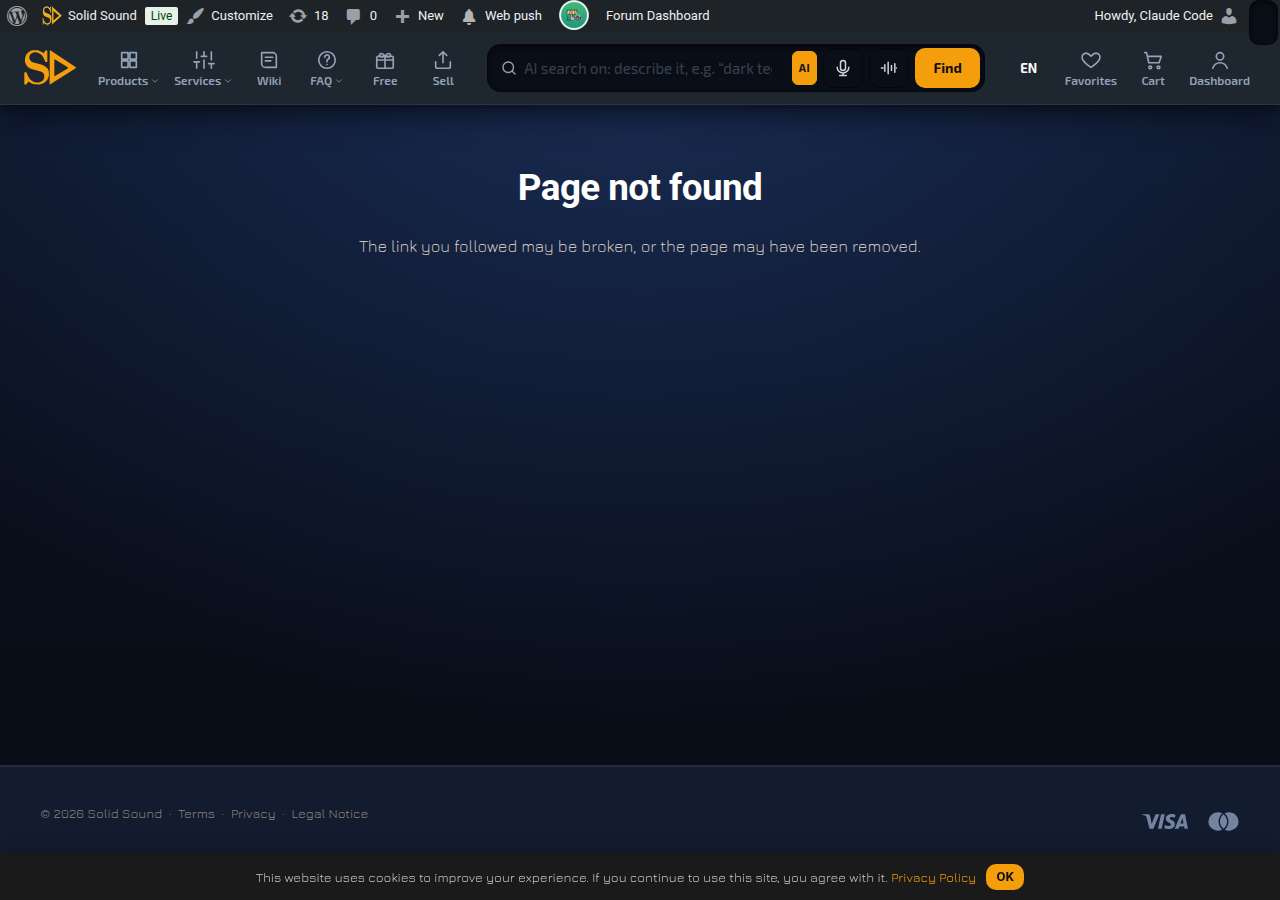 Solid Sound Live Customize 18 0 New Web push Forum Dashboard Howdy, Claude Code
SD Products Services Wiki FAQ Free Sell
AI search on: describe it, e.g. "dark te AI Find
EN Favorites Cart Dashboard
Page not found
The link you followed may be broken, or the page may have been removed.
© 2026 Solid Sound · Terms · Privacy · Legal Notice
VISA
This website uses cookies to improve your experience. If you continue to use this site, you agree with it. Privacy Policy OK